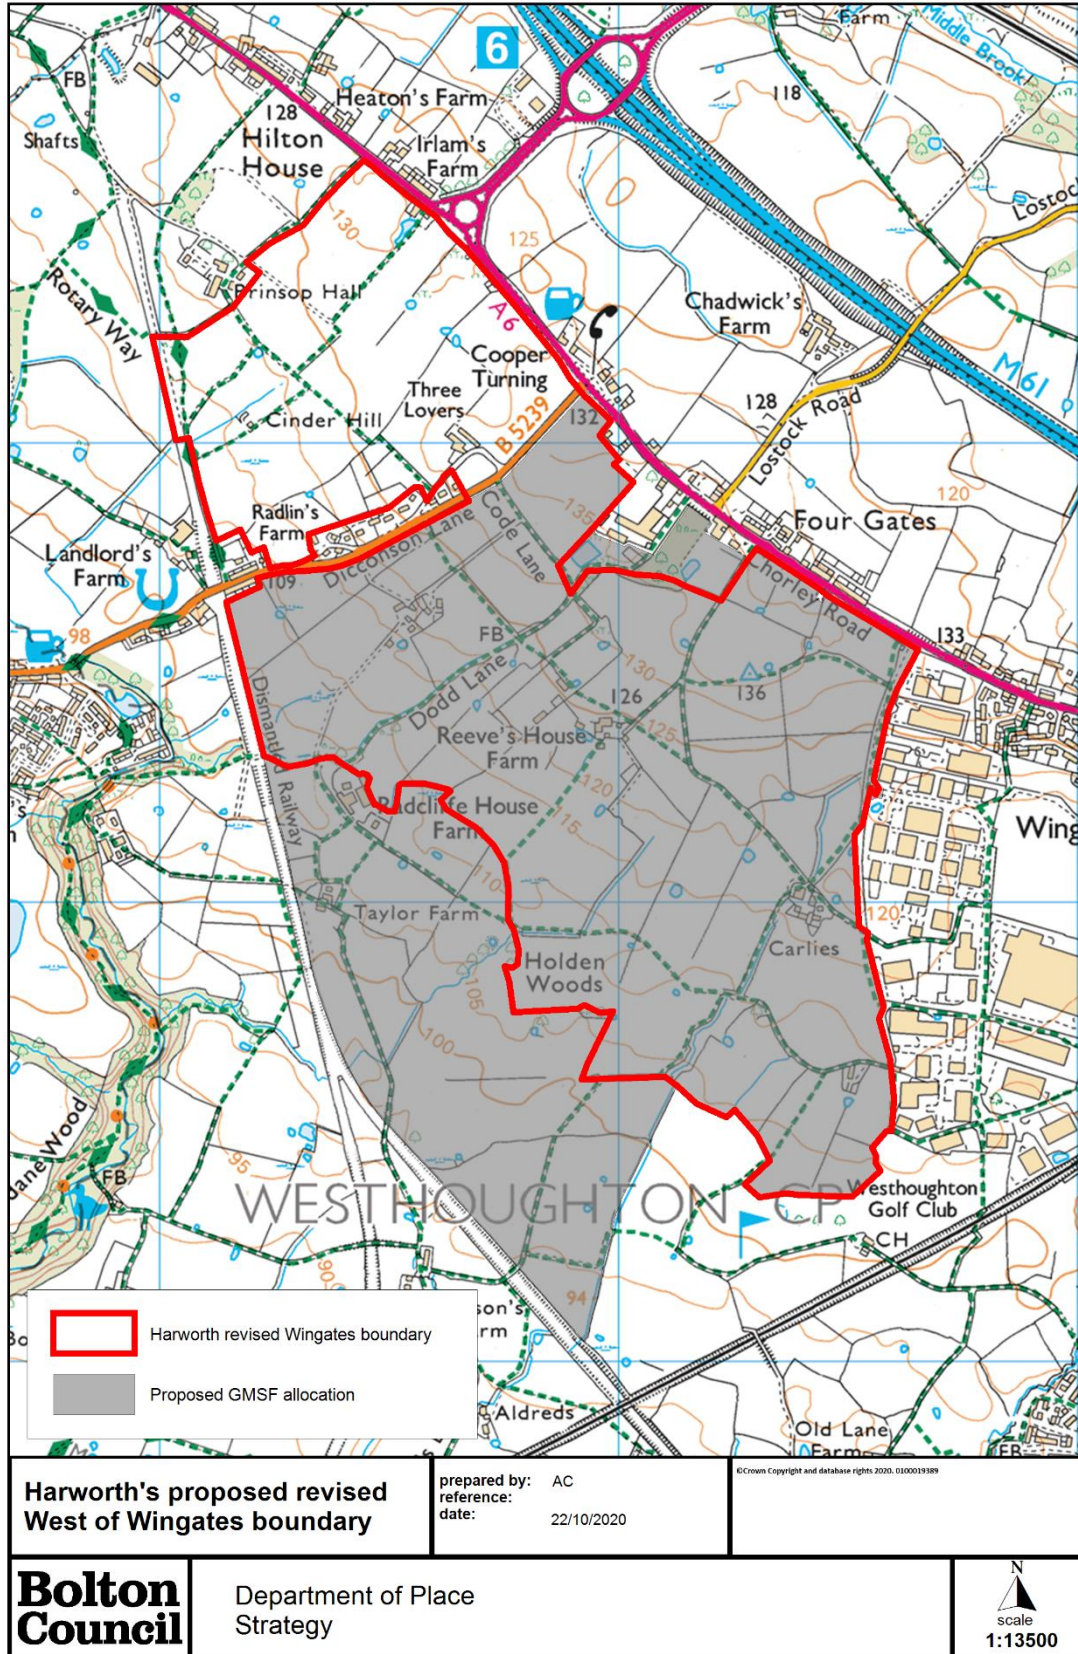 6
Farm
Middle Brook
FB
Heaton's Farm
118
128
Shafts
Hilton
House
Irlam's
Farm
Lostock
130
125
Rotary Way
Prinsop Hall
A6
Chadwick's
Farm
M61
Cooper
Turning
Three
Lovers
B 5239
128
Lostock Road
Cinder Hill
132
120
Radlin's
Farm
135
Four Gates
Landlord's
Farm
Dicconson Lane
Code Lane
109
Chorley Road
98
FB
133
Dismantled Railway
Dodd Lane
130
136
126
Reeve's House
Farm
125
120
Radcliffe House
Farm
115
Wing
110
120
Taylor Farm
Carlies
Holden
Woods
105
100
Jane Wood
95
FB
WESTHOUGHTON CP
Westhoughton
Golf Club
CH
90
94
son's
rm
Harworth revised Wingates boundary
Proposed GMSF allocation
Aldreds
Old Lane
Farm
FB
Harworth's proposed revised
West of Wingates boundary
prepared by: AC
reference:
date: 22/10/2020
©Crown Copyright and database rights 2020. 0100019389
Bolton
Council
Department of Place
Strategy
N
scale
1:13500